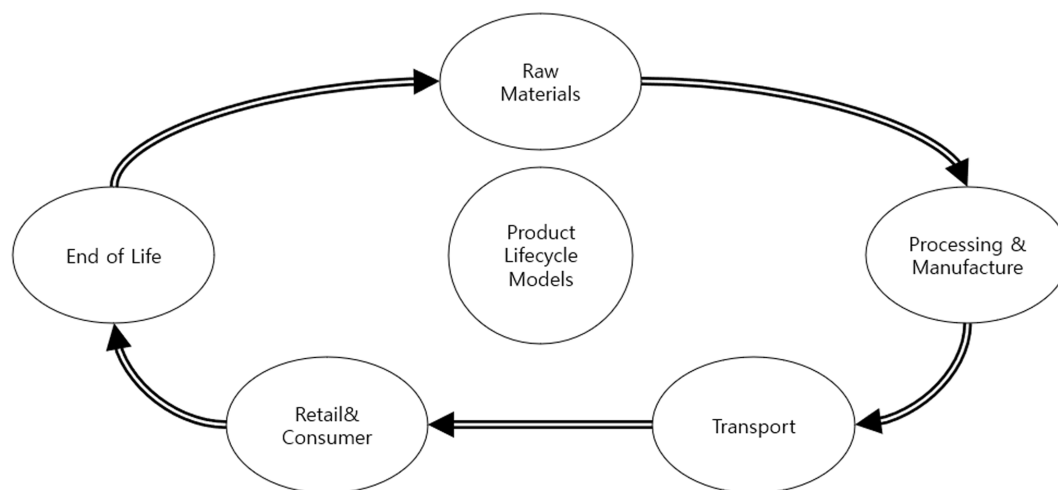 Raw
Materials
Product
Lifecycle
Models
End of Life
Processing &
Manufacture
Retail&
Consumer
Transport